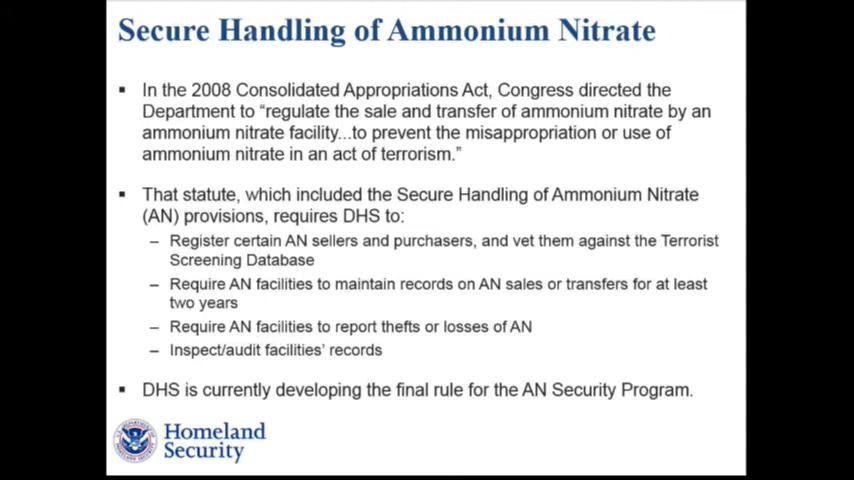 Secure Handling of Ammonium Nitrate
▪ In the 2008 Consolidated Appropriations Act, Congress directed the
Department to “regulate the sale and transfer of ammonium nitrate by an
ammonium nitrate facility...to prevent the misappropriation or use of
ammonium nitrate in an act of terrorism.”
▪ That statute, which included the Secure Handling of Ammonium Nitrate
(AN) provisions, requires DHS to:
– Register certain AN sellers and purchasers, and vet them against the Terrorist
Screening Database
– Require AN facilities to maintain records on AN sales or transfers for at least
two years
– Require AN facilities to report thefts or losses of AN
– Inspect/audit facilities’ records
▪ DHS is currently developing the final rule for the AN Security Program.
Homeland
Security